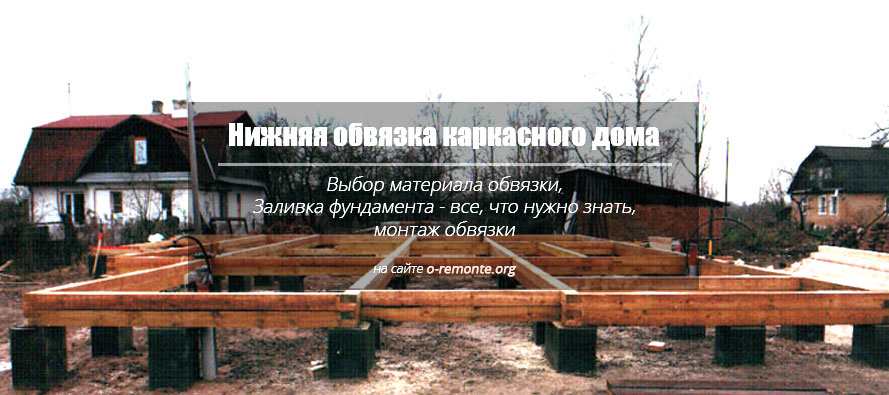 Нижняя обвязка каркасного дома
Выбор материала обвязки,
Заливка фундамента - все, что нужно знать,
монтаж обвязки
на сайте o-remonte.org